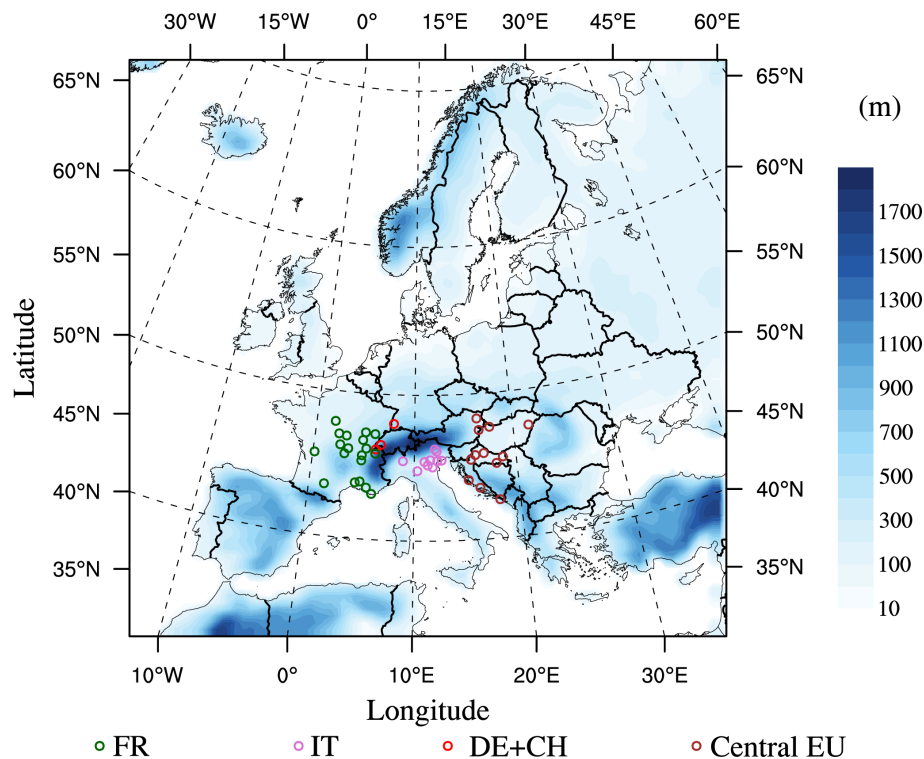 30°W 15°W 0° 15°E 30°E 45°E 60°E
65°N 65°N
(m)
60°N 60°N
1700
55°N 55°N
1500
1300
50°N 50°N
1100
900
45°N 45°N
700
40°N 40°N
500
300
35°N 35°N
100
10
Latitude
10°W 0° 10°E 20°E 30°E
Longitude
FR IT DE+CH Central EU